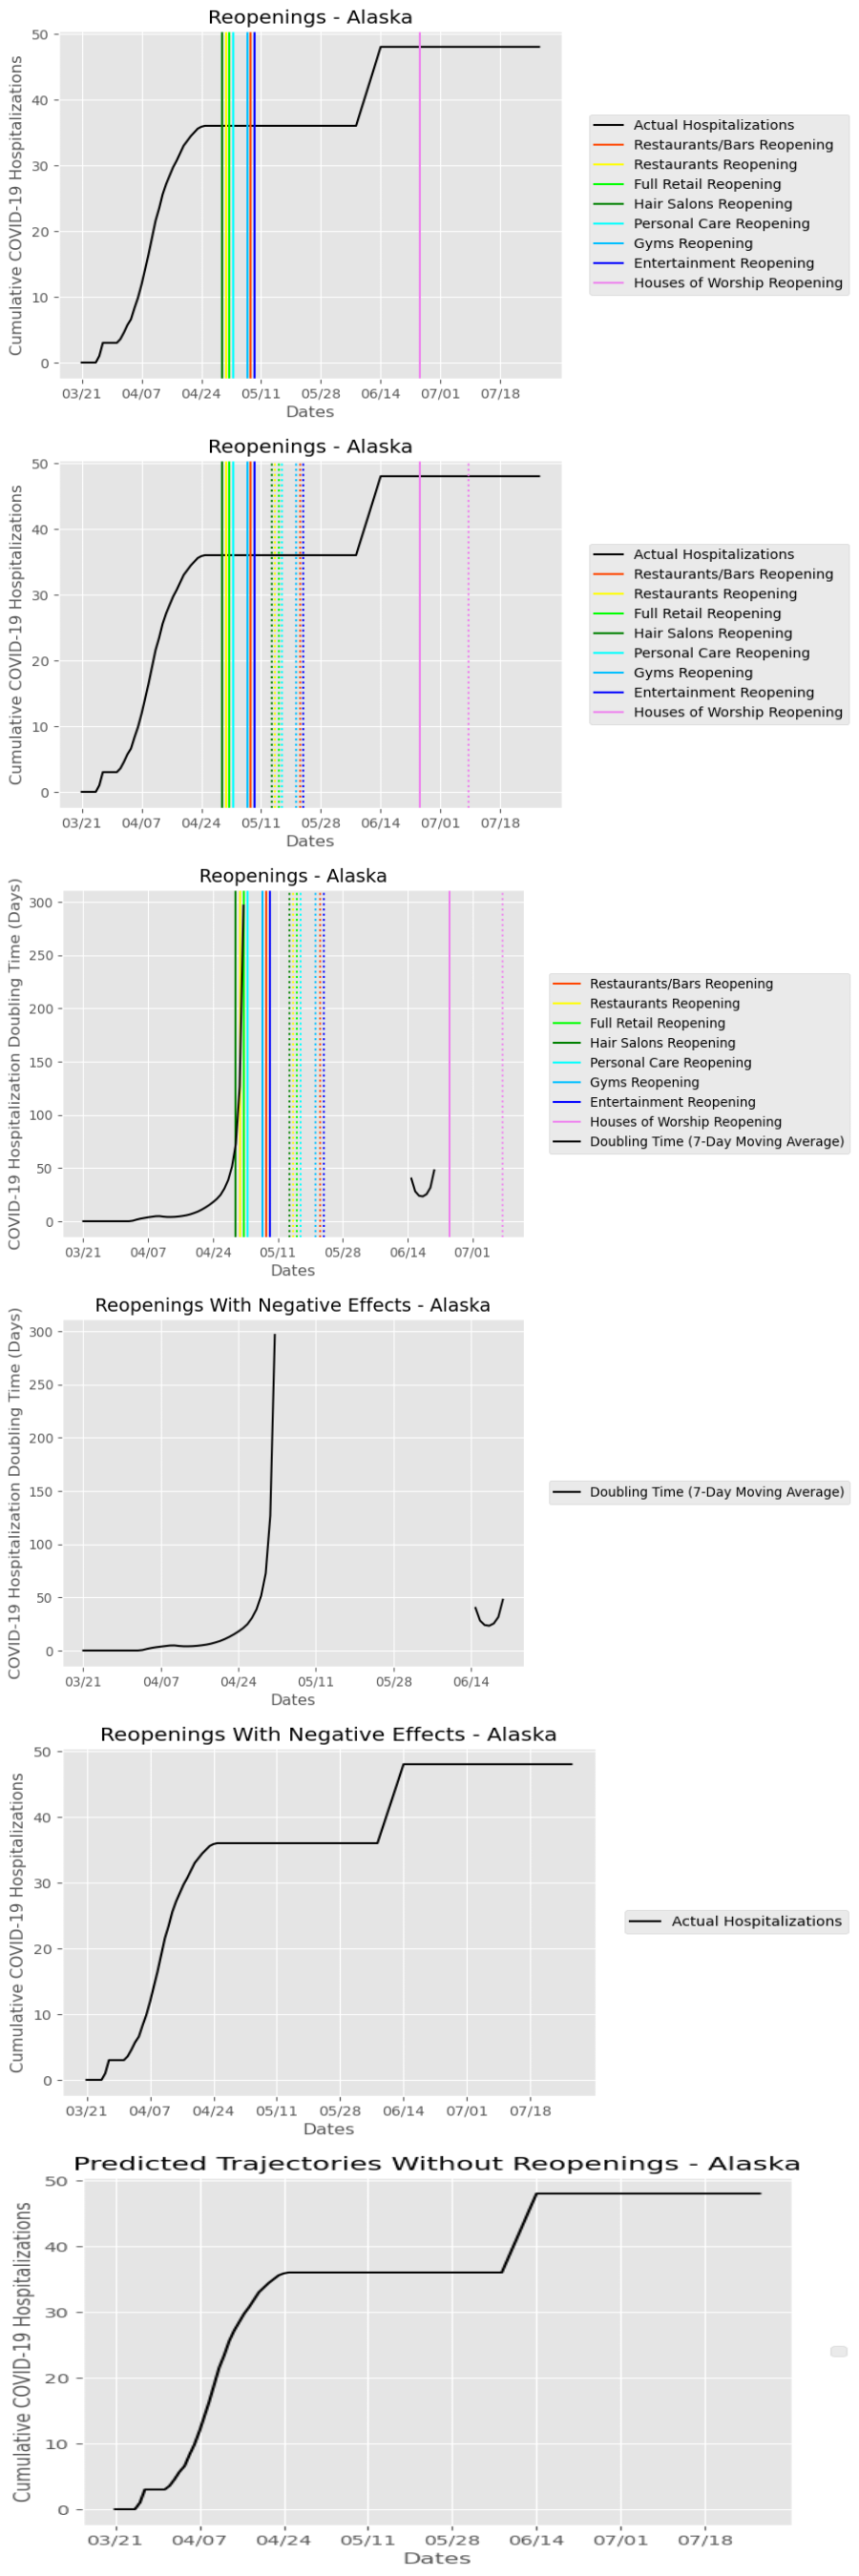 Reopenings - Alaska
Cumulative COVID-19 Hospitalizations
50
40
30
20
10
0
03/21 04/07 04/24 05/11 05/28 06/14 07/01 07/18
Dates
Actual Hospitalizations
Restaurants/Bars Reopening
Restaurants Reopening
Full Retail Reopening
Hair Salons Reopening
Personal Care Reopening
Gyms Reopening
Entertainment Reopening
Houses of Worship Reopening
Reopenings - Alaska
Cumulative COVID-19 Hospitalizations
50
40
30
20
10
0
03/21 04/07 04/24 05/11 05/28 06/14 07/01 07/18
Dates
Actual Hospitalizations
Restaurants/Bars Reopening
Restaurants Reopening
Full Retail Reopening
Hair Salons Reopening
Personal Care Reopening
Gyms Reopening
Entertainment Reopening
Houses of Worship Reopening
Reopenings - Alaska
COVID-19 Hospitalization Doubling Time (Days)
300
250
200
150
100
50
0
03/21 04/07 04/24 05/11 05/28 06/14 07/01
Dates
Restaurants/Bars Reopening
Restaurants Reopening
Full Retail Reopening
Hair Salons Reopening
Personal Care Reopening
Gyms Reopening
Entertainment Reopening
Houses of Worship Reopening
Doubling Time (7-Day Moving Average)
Reopenings With Negative Effects - Alaska
COVID-19 Hospitalization Doubling Time (Days)
300
250
200
150
100
50
0
03/21 04/07 04/24 05/11 05/28 06/14
Dates
Doubling Time (7-Day Moving Average)
Reopenings With Negative Effects - Alaska
Cumulative COVID-19 Hospitalizations
50
40
30
20
10
0
03/21 04/07 04/24 05/11 05/28 06/14 07/01 07/18
Dates
Actual Hospitalizations
Predicted Trajectories Without Reopenings - Alaska
Cumulative COVID-19 Hospitalizations
50
40
30
20
10
0
03/21 04/07 04/24 05/11 05/28 06/14 07/01 07/18
Dates